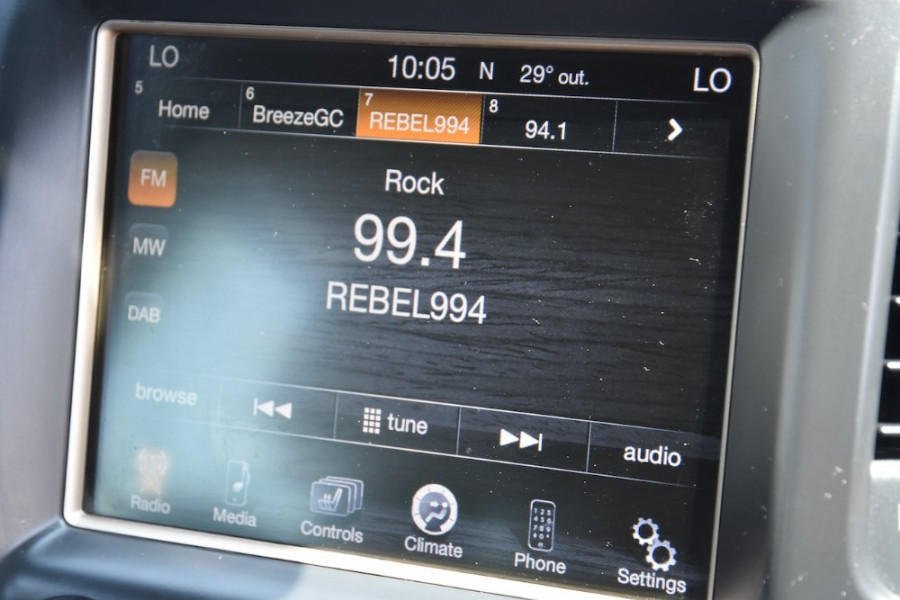 LO 10:05 N 29° out. LO
5 Home 6 BreezeGC 7 REBEL994 8 94.1
FM
Rock
99.4
REBEL994
MW
DAB
browse tune audio
Radio Media Controls Climate Phone Settings